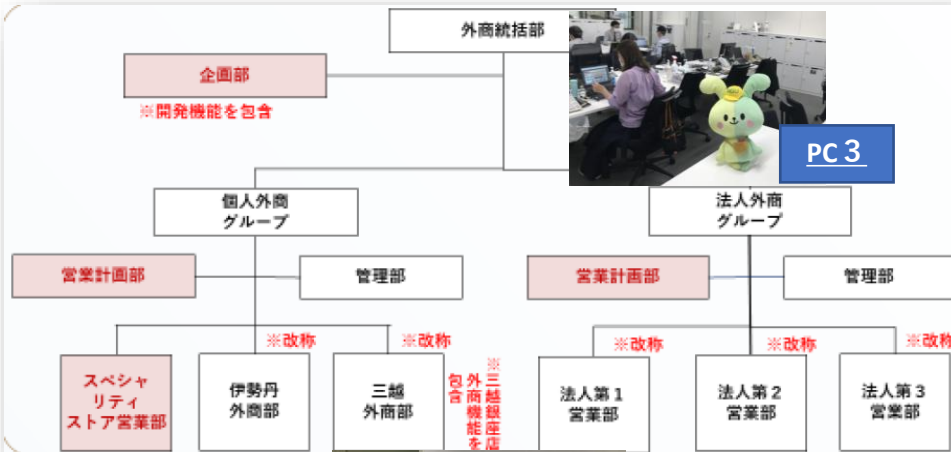 外商統括部
企画部
※開発機能を包含
PC 3
個人外商
グループ
法人外商
グループ
営業計画部
管理部
営業計画部
管理部
※改称
※改称
※改称
※改称
※改称
スペシャ
リティ
ストア営業部
伊勢丹
外商部
三越
外商部
※三越銀座店
外商機能を
包含
法人第1
営業部
法人第2
営業部
法人第3
営業部